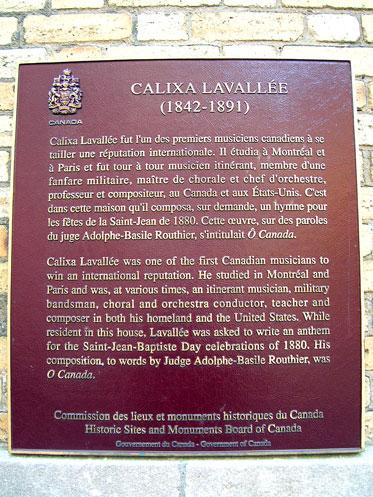 CANADA
CALIXA LAVALLÉE
(1842-1891)
Calixa Lavallée fut l'un des premiers musiciens canadiens à se
tailler une réputation internationale. Il étudia à Montréal et
à Paris et fut tour à tour musicien itinérant, membre d'une
fanfare militaire, maître de chorale et chef d'orchestre,
professeur et compositeur, au Canada et aux États-Unis. C'est
dans cette maison qu'il composa, sur demande, un hymne pour
les fêtes de la Saint-Jean de 1880. Cette œuvre, sur des paroles
du juge Adolphe-Basile Routhier, s'intitulait Ô Canada.
Calixa Lavallée was one of the first Canadian musicians to
win an international reputation. He studied in Montréal and
Paris and was, at various times, an itinerant musician, military
bandsman, choral and orchestra conductor, teacher and
composer in both his homeland and the United States. While
resident in this house, Lavallée was asked to write an anthem
for the Saint-Jean-Baptiste Day celebrations of 1880. His
composition, to words by Judge Adolphe-Basile Routhier, was
O Canada.
Commission des lieux et monuments historiques du Canada
Historic Sites and Monuments Board of Canada
Gouvernement du Canada - Government of Canada